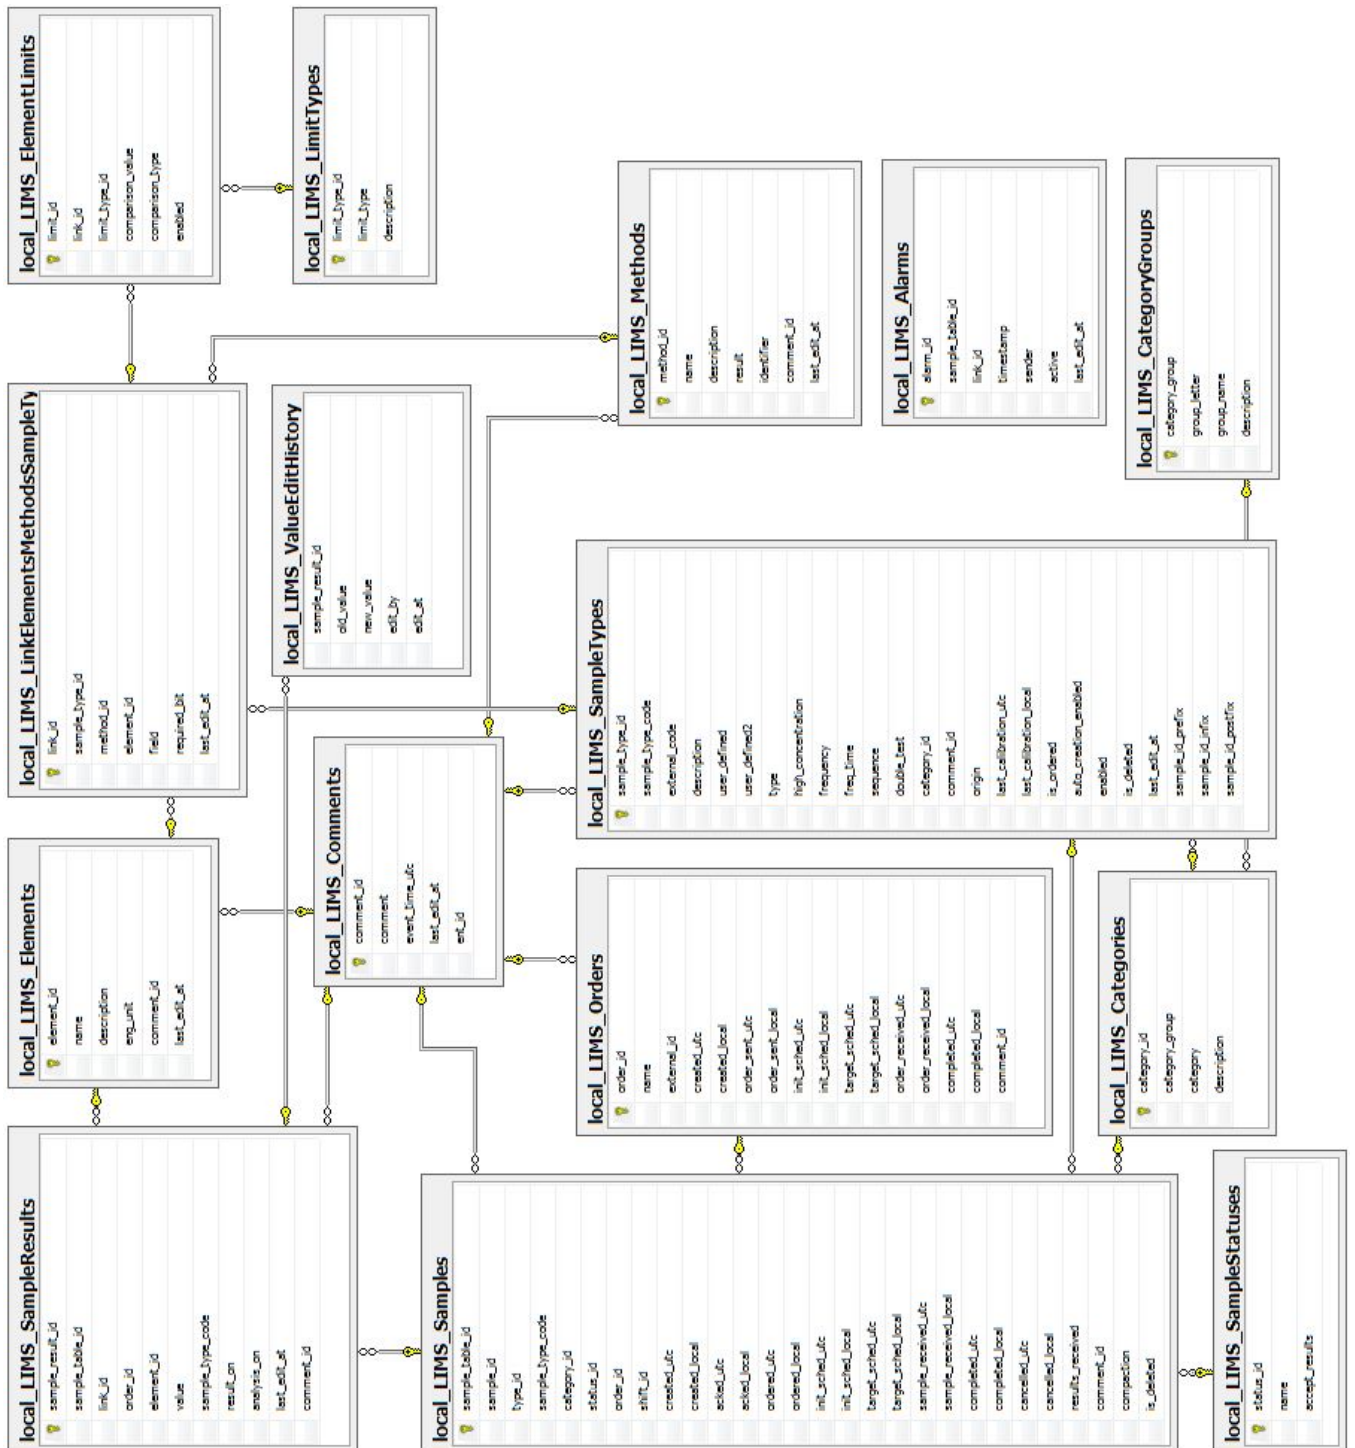 local_LIMS_SampleResults
sample_result_id
sample_table_id
link_id
order_id
element_id
value
sample_type_code
result_on
analysis_on
last_edit_at
comment_id
local_LIMS_Elements
element_id
name
description
eng_unit
comment_id
last_edit_at
local_LIMS_LinkElementsMethodsSampleTy
link_id
sample_type_id
method_id
element_id
field
required_bit
last_edit_at
local_LIMS_ElementLimits
limit_id
link_id
limit_type_id
comparison_value
comparison_type
enabled
local_LIMS_ValueEditHistory
sample_result_id
old_value
new_value
edit_by
edit_at
local_LIMS_LimitTypes
limit_type_id
limit_type
description
local_LIMS_Comments
comment_id
comment
event_time_utc
last_edit_at
ent_id
local_LIMS_Samples
sample_table_id
sample_id
type_id
sample_type_code
category_id
status_id
order_id
shift_id
created_utc
created_local
acked_utc
acked_local
ordered_utc
ordered_local
init_sched_utc
init_sched_local
target_sched_utc
target_sched_local
sample_received_utc
sample_received_local
completed_utc
completed_local
cancelled_utc
cancelled_local
results_received
comment_id
compaction
is_deleted
local_LIMS_Orders
order_id
name
external_id
created_utc
created_local
order_sent_utc
order_sent_local
init_sched_utc
init_sched_local
target_sched_utc
target_sched_local
order_received_utc
order_received_local
completed_utc
completed_local
comment_id
local_LIMS_SampleTypes
sample_type_id
sample_type_code
external_code
description
user_defined
user_defined2
type
high_concentration
frequency
freq_time
sequence
double_test
category_id
comment_id
origin
last_calibration_utc
last_calibration_local
is_ordered
auto_creation_enabled
enabled
is_deleted
last_edit_at
sample_id_prefix
sample_id_infix
sample_id_postfix
local_LIMS_Methods
method_id
name
description
result
identifier
comment_id
last_edit_at
local_LIMS_Alarms
alarm_id
sample_table_id
link_id
timestamp
sender
active
last_edit_at
local_LIMS_Categories
category_id
category_group
category
description
local_LIMS_CategoryGroups
category_group
group_letter
group_name
description
local_LIMS_SampleStatuses
status_id
name
accept_results